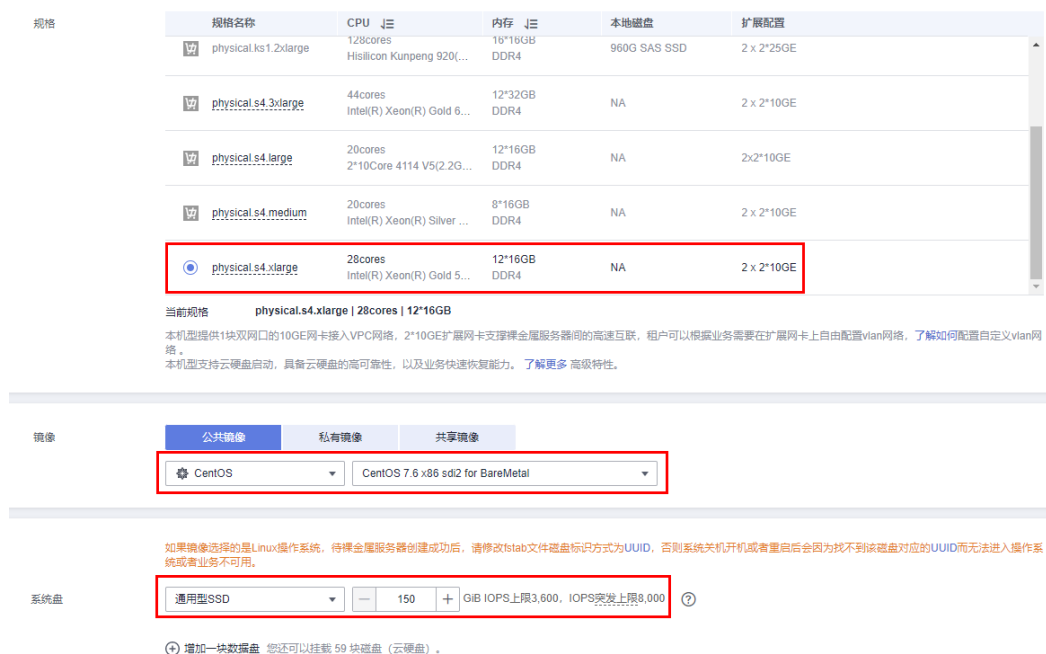 规格
规格名称 CPU 内存 本地磁盘 扩展配置
physical.ks1.2xlarge 128cores 16*16GB 960G SAS SSD 2 x 2*25GE
Hisilicon Kunpeng 920(... DDR4
physical.s4.3xlarge 44cores 12*32GB NA 2 x 2*10GE
Intel(R) Xeon(R) Gold 6... DDR4
physical.s4.large 20cores 12*16GB NA 2x2*10GE
2*10Core 4114 V5(2.2G... DDR4
physical.s4.medium 20cores 8*16GB NA 2 x 2*10GE
Intel(R) Xeon(R) Silver ... DDR4
physical.s4.xlarge 28cores 12*16GB NA 2 x 2*10GE
Intel(R) Xeon(R) Gold 5... DDR4
当前规格 physical.s4.xlarge | 28cores | 12*16GB
本机型提供1块双网口的10GE网卡接入VPC网络，2*10GE扩展网卡支撑裸金属服务器间的高速互联，租户可以根据业务需要在扩展网卡上自由配置vlan网络，了解如何配置自定义vlan网
络 。
本机型支持云硬盘启动，具备云硬盘的高可靠性，以及业务快速恢复能力。 了解更多 高级特性。
镜像 公共镜像 私有镜像 共享镜像
CentOS CentOS 7.6 x86 sdi2 for BareMetal
如果镜像选择的是Linux操作系统，待裸金属服务器创建成功后，请修改fstab文件磁盘标识方式为UUID，否则系统关机开机或者重启后会因为找不到该磁盘对应的UUID而无法进入操作系
统或者业务不可用。
系统盘 通用型SSD — 150 + GiB IOPS上限3,600，IOPS突发上限8,000 ?
增加一块数据盘 您还可以挂载 59 块磁盘（云硬盘）。